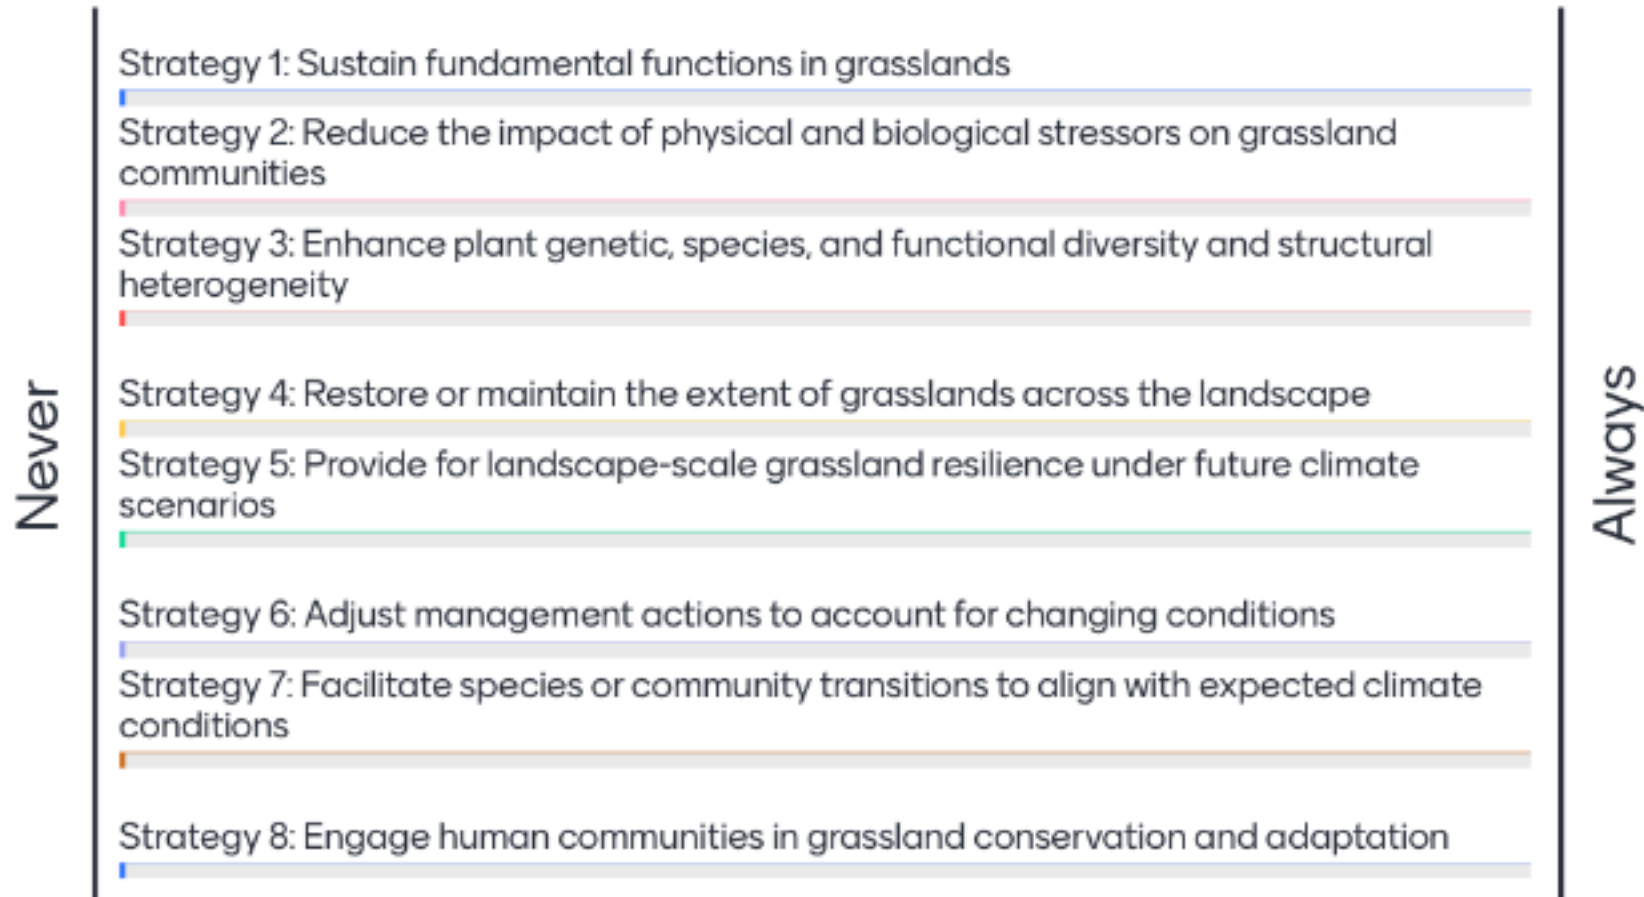 Strategy 1: Sustain fundamental functions in grasslands
Strategy 2: Reduce the impact of physical and biological stressors on grassland
communities
Strategy 3: Enhance plant genetic, species, and functional diversity and structural
heterogeneity
Strategy 4: Restore or maintain the extent of grasslands across the landscape
Strategy 5: Provide for landscape-scale grassland resilience under future climate
scenarios
Strategy 6: Adjust management actions to account for changing conditions
Strategy 7: Facilitate species or community transitions to align with expected climate
conditions
Strategy 8: Engage human communities in grassland conservation and adaptation
Never
Always